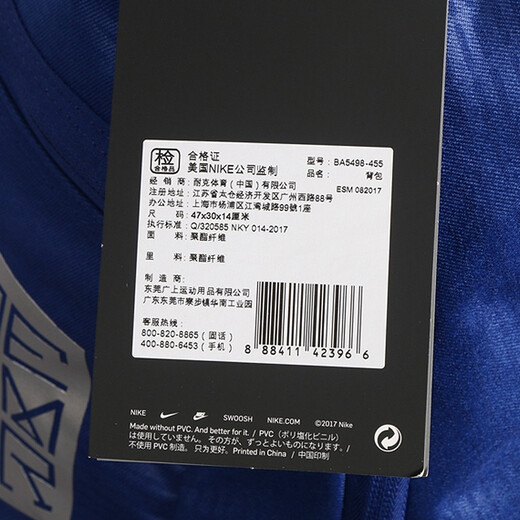 检
合格品
合格证
美国NIKE公司监制
型号: BA5498-455
品名: 背包
ESM 082017
经 销 商: 耐克体育（中国）有限公司
注册地址: 江苏省太仓经济开发区广州西路88号
办公地址: 上海市杨浦区江湾城路99号
尺 码: 47x30x14厘米
执行标准: Q/320585 NKY 014-2017
面 料: 聚酯纤维
里 料: 聚酯纤维
制 造 商:
东莞广上运动用品有限公司
广东东莞市寮步镇华南工业园
客服热线:
800-820-8865 (固话)
400-880-6453 (手机)
8 88411 42396 6
NIKE SWOOSH NIKE.COM ©2017 Nike
Made without PVC. And better for it. / PVC（ポリ塩化ビニル）
は使用していません。その方が、ずっとよいものになります。/
不使用 PVC 制造。 只为更好。 Printed in China / 中国印制